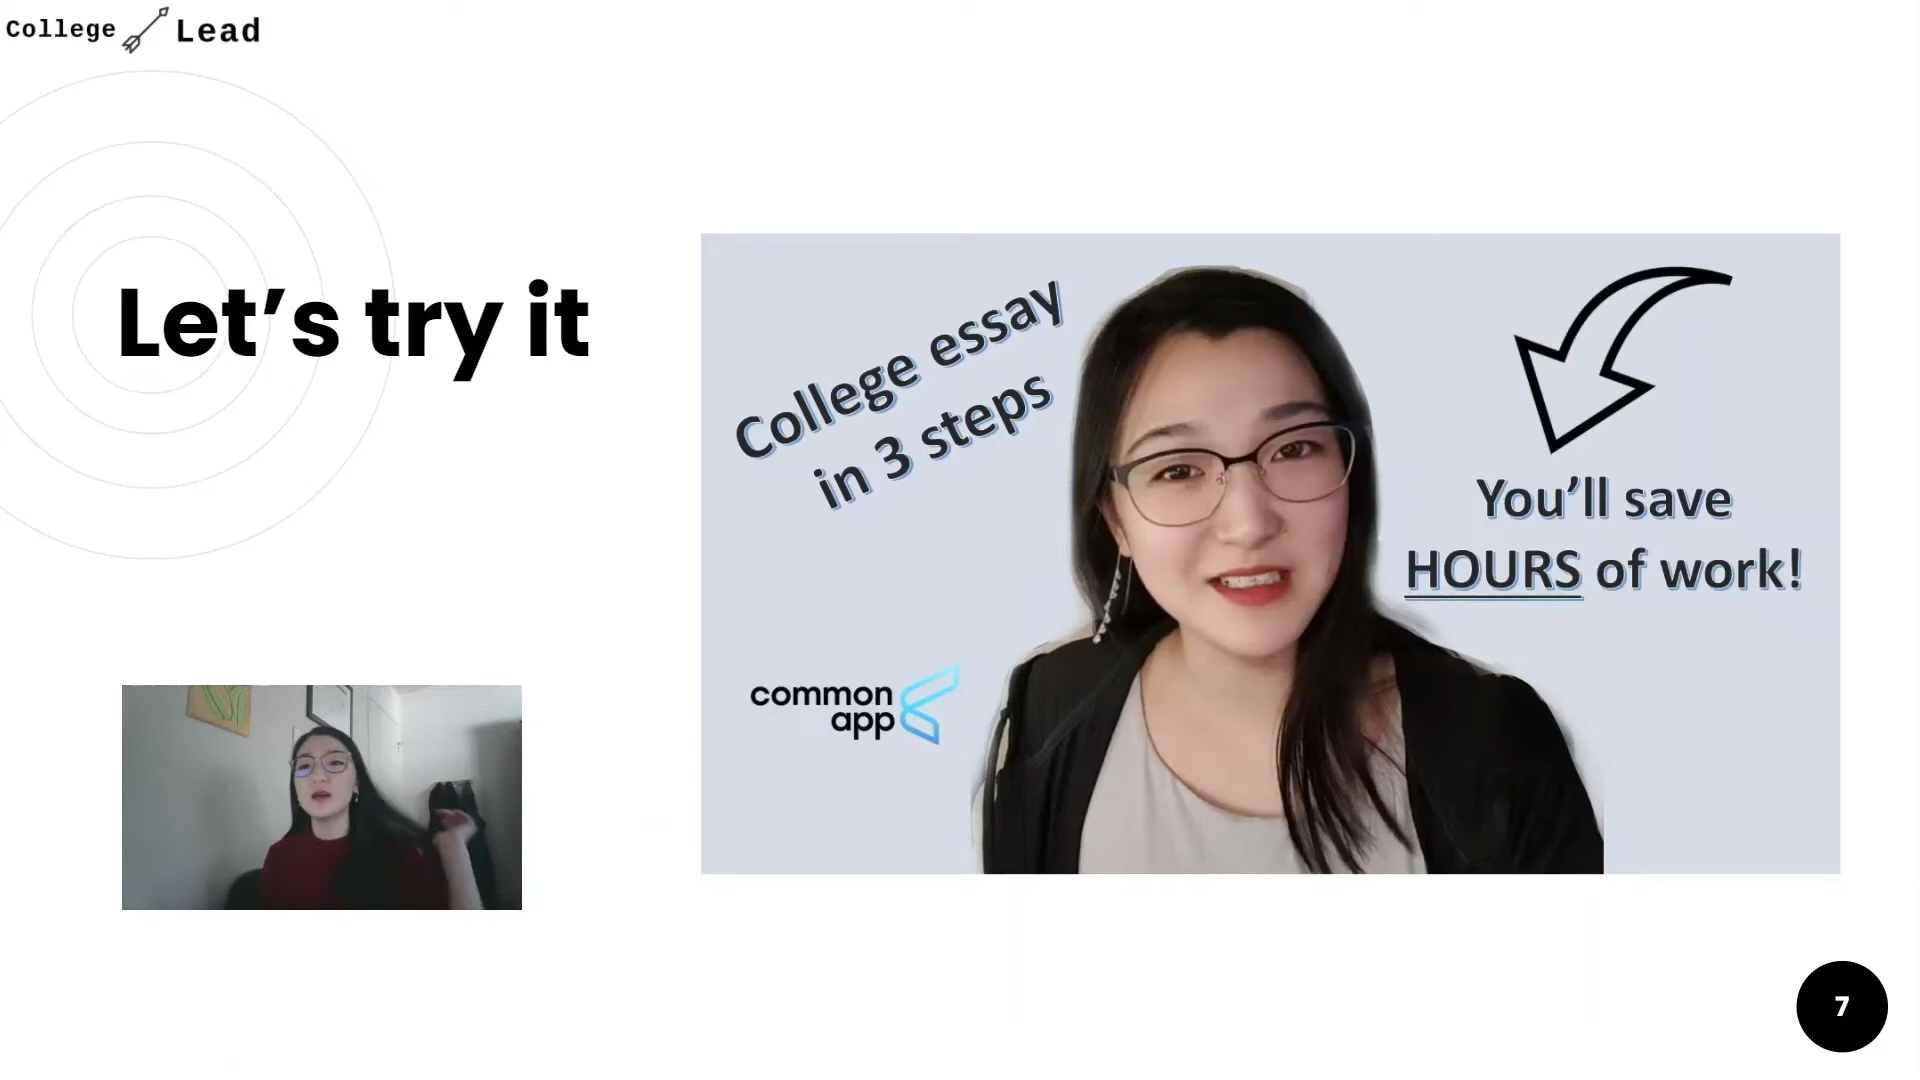 College Lead
Let’s try it
College essay
in 3 steps
You’ll save
HOURS of work!
common
app
7